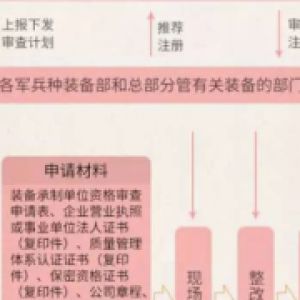 上报下发
审查计划
推荐
注册
审
各军兵种装备部和总部分管有关装备的部门
申请材料
装备承制单位资格审查
申请表、企业营业执照
或事业单位法人证书
（复印件）、质量管理
体系认证证书（复印
件）、保密资格证书
（复印件）、公司章程、
现场
整改